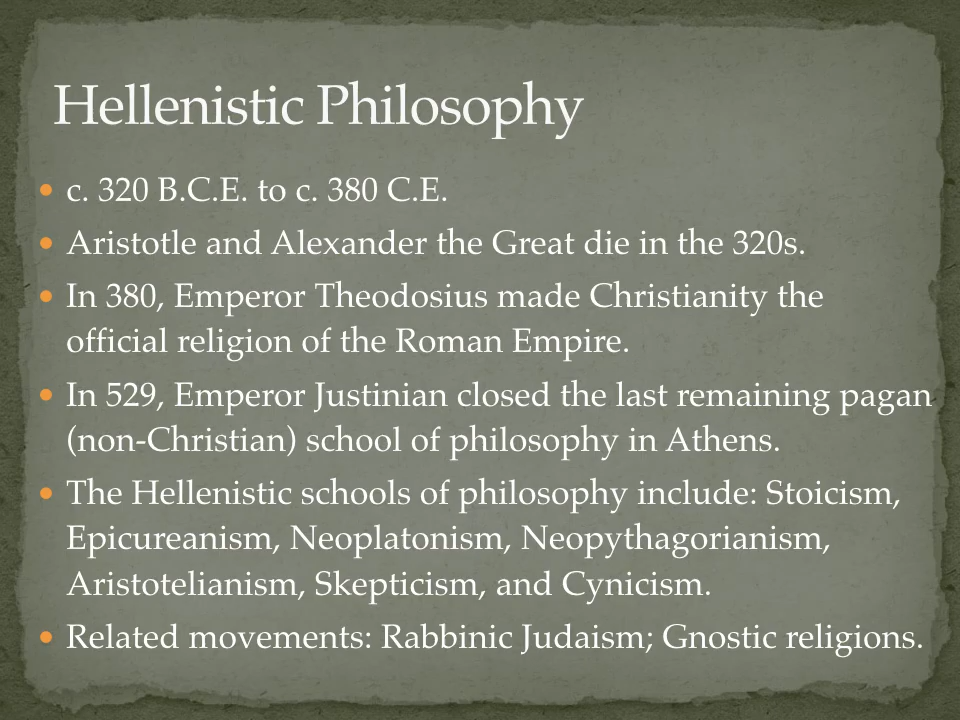 Hellenistic Philosophy
• c. 320 B.C.E. to c. 380 C.E.
• Aristotle and Alexander the Great die in the 320s.
• In 380, Emperor Theodosius made Christianity the
official religion of the Roman Empire.
• In 529, Emperor Justinian closed the last remaining pagan
(non-Christian) school of philosophy in Athens.
• The Hellenistic schools of philosophy include: Stoicism,
Epicureanism, Neoplatonism, Neopythagorianism,
Aristotelianism, Skepticism, and Cynicism.
• Related movements: Rabbinic Judaism; Gnostic religions.